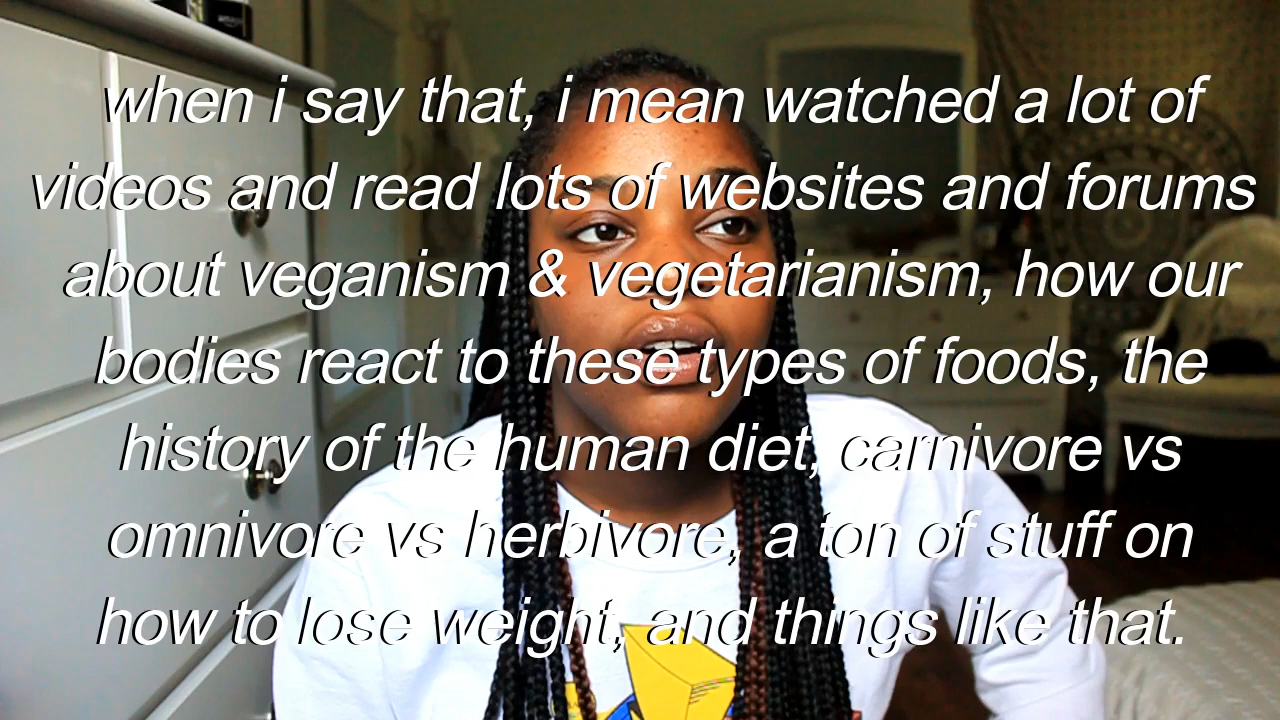 when i say that, i mean watched a lot of
videos and read lots of websites and forums
about veganism & vegetarianism, how our
bodies react to these types of foods, the
history of the human diet, carnivore vs
omnivore vs herbivore, a ton of stuff on
how to lose weight, and things like that.